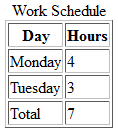 Work Schedule
Day Hours
Monday 4
Tuesday 3
Total 7